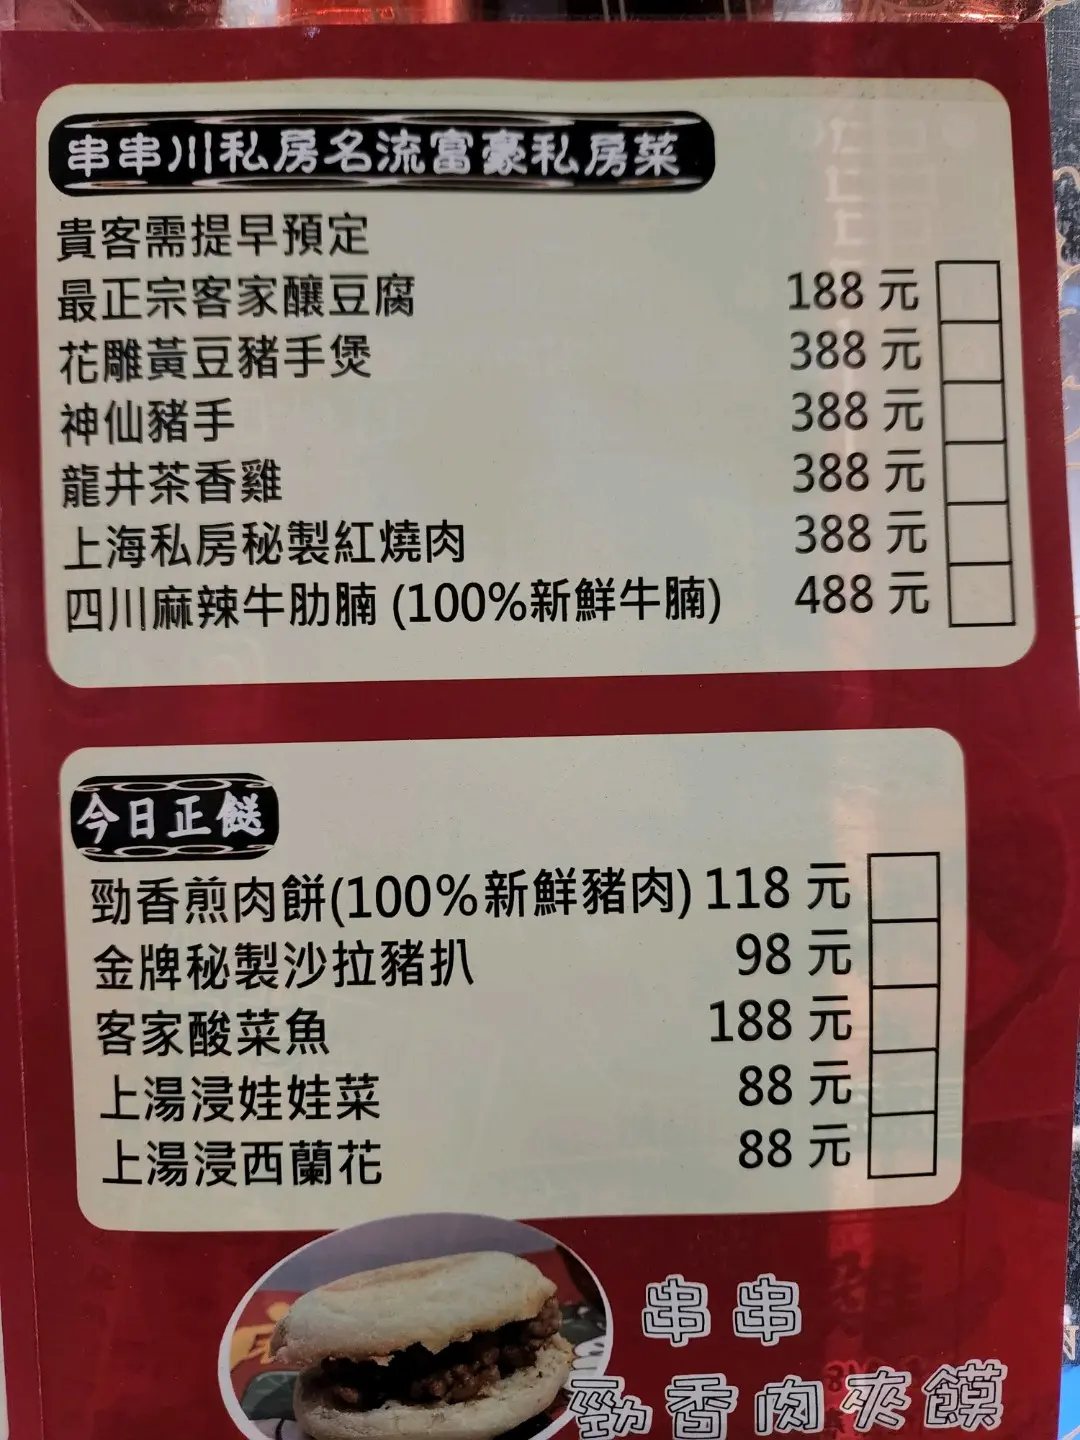 串串川私房名流富豪私房菜
貴客需提早預定
最正宗客家釀豆腐 188 元
花雕黃豆豬手煲 388 元
神仙豬手 388 元
龍井茶香雞 388 元
上海私房秘製紅燒肉 388 元
四川麻辣牛肋腩 (100%新鮮牛腩) 488 元
今日正餸
勁香煎肉餅(100%新鮮豬肉) 118 元
金牌秘製沙拉豬扒 98 元
客家酸菜魚 188 元
上湯浸娃娃菜 88 元
上湯浸西蘭花 88 元
串串
勁香肉夾饃